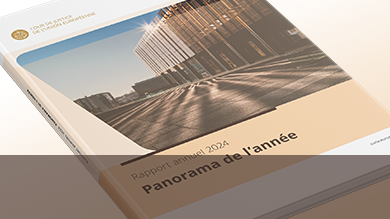 COUR DE JUSTICE
DE L'UNION EUROPÉENNE
Rapport annuel 2024
Panorama de l'année